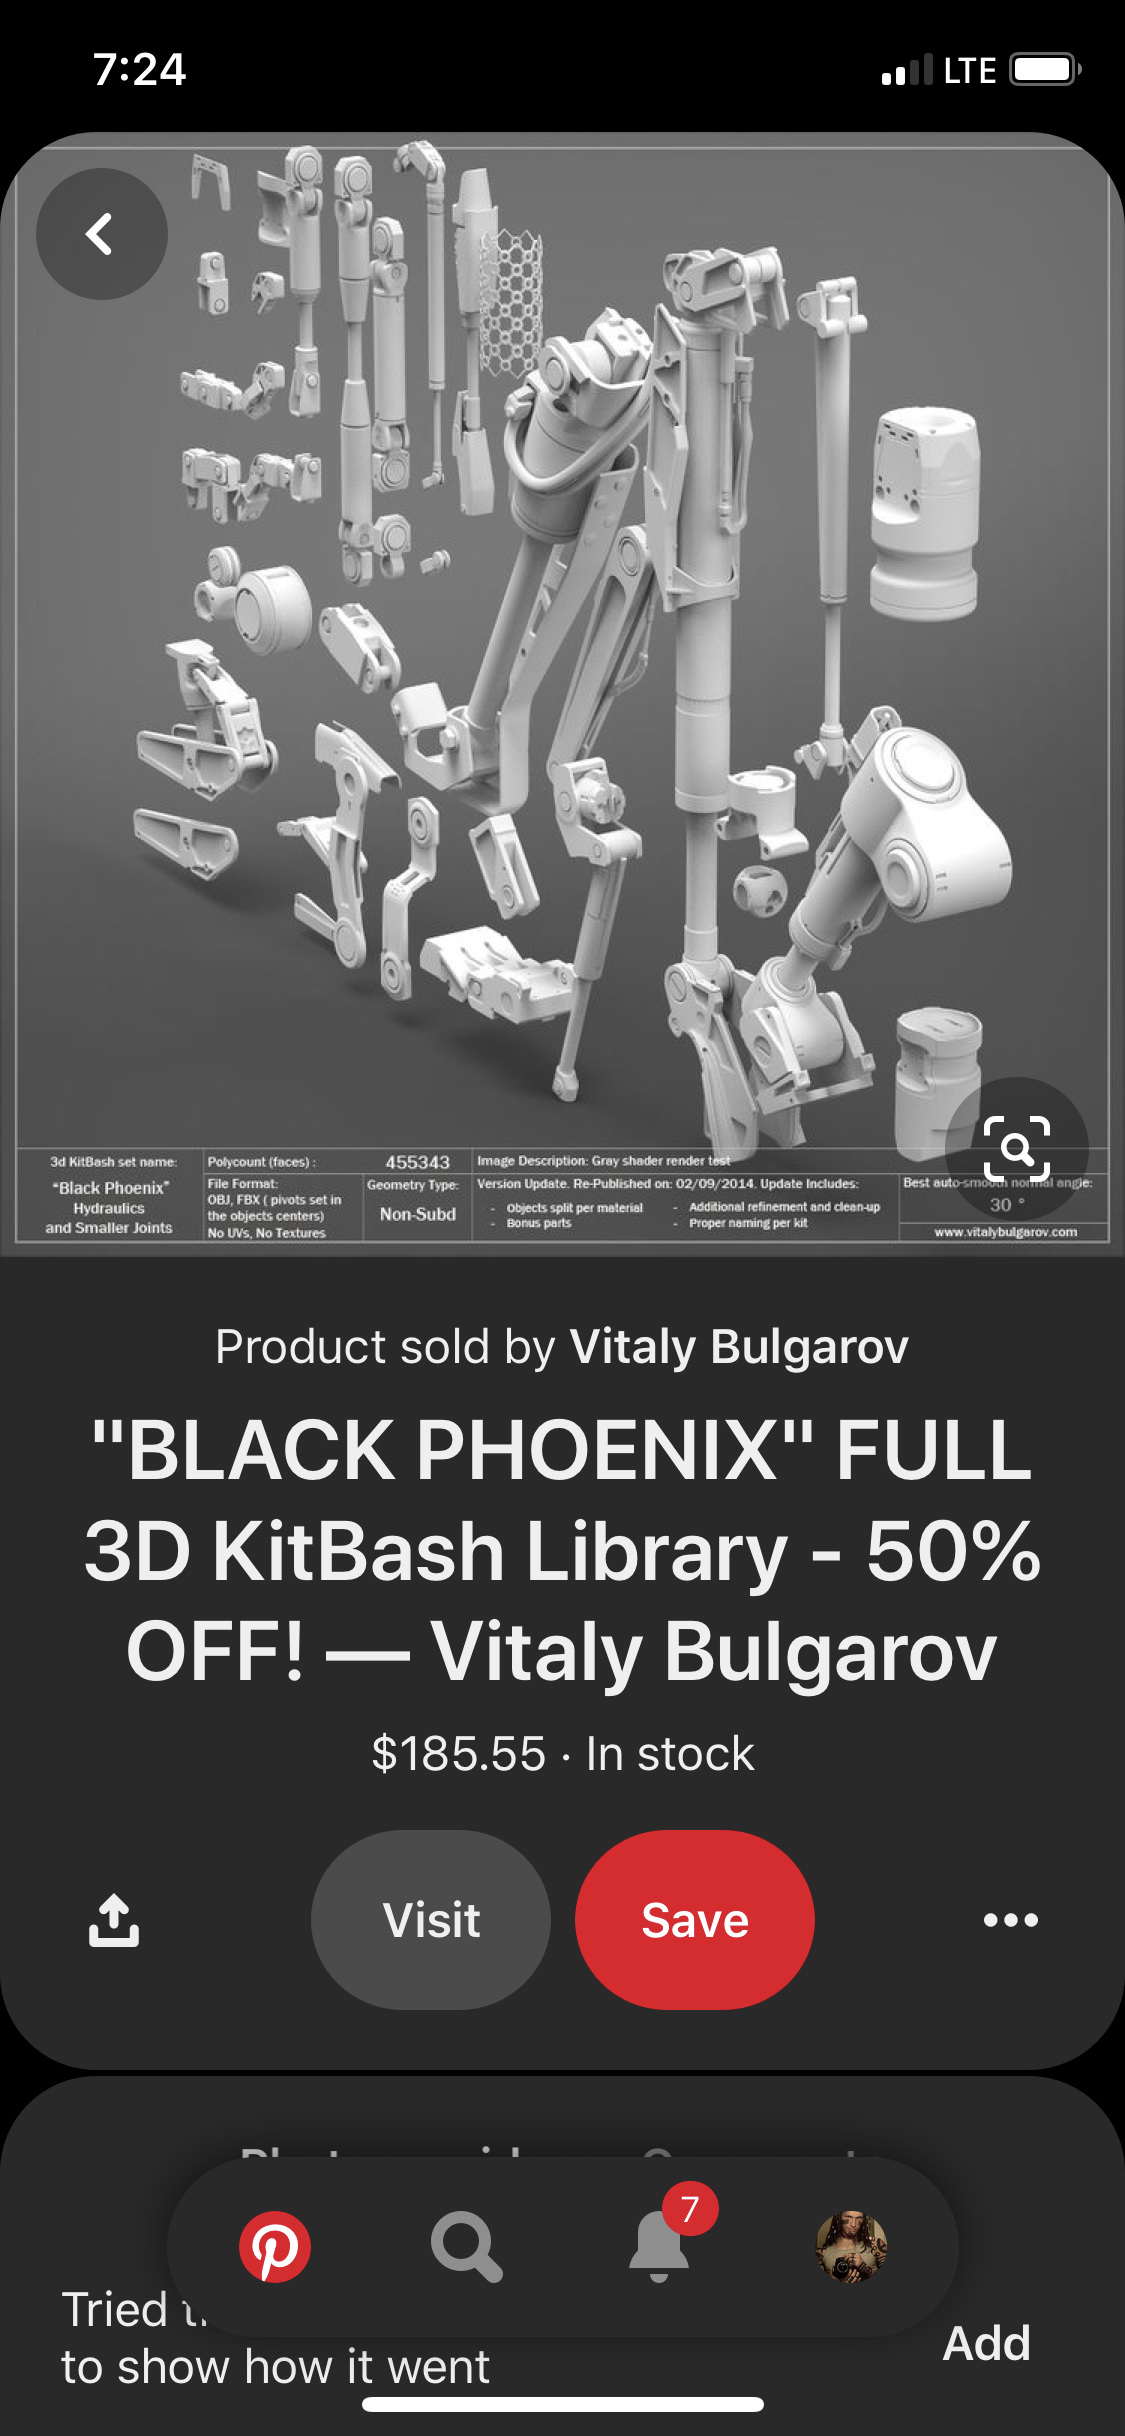 7:24
LTE
3d KitBash set name:
"Black Phoenix"
Hydraulics
and Smaller Joints
Polycount (faces) :
455343
File Format:
OBJ, FBX ( pivots set in
the objects centers)
No UVs, No Textures
Geometry Type:
Non-Subd
Image Description: Gray shader render test
Version Update. Re-Published on: 02/09/2014. Update Includes:
- Objects split per material
- Bonus parts
- Additional refinement and clean-up
- Proper naming per kit
Best auto-smooth normal angle:
30 °
www.vitalybulgarov.com
Product sold by Vitaly Bulgarov
"BLACK PHOENIX" FULL
3D KitBash Library - 50%
OFF! — Vitaly Bulgarov
$185.55 · In stock
Visit
Save
7
Tried
to show how it went
Add